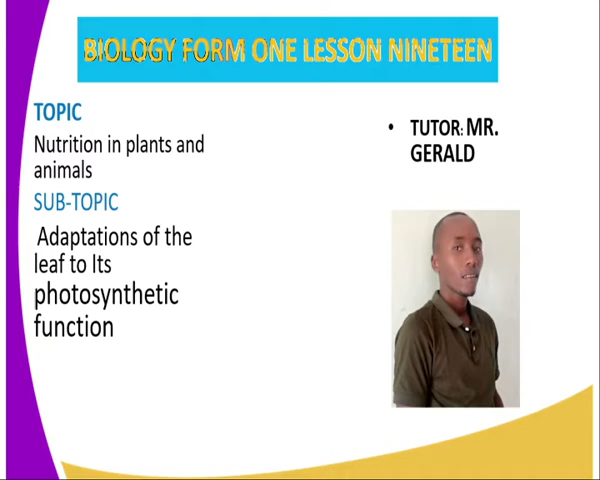 BIOLOGY FORM ONE LESSON NINETEEN
TOPIC
Nutrition in plants and
animals
SUB-TOPIC
Adaptations of the
leaf to Its
photosynthetic
function
• TUTOR: MR.
GERALD